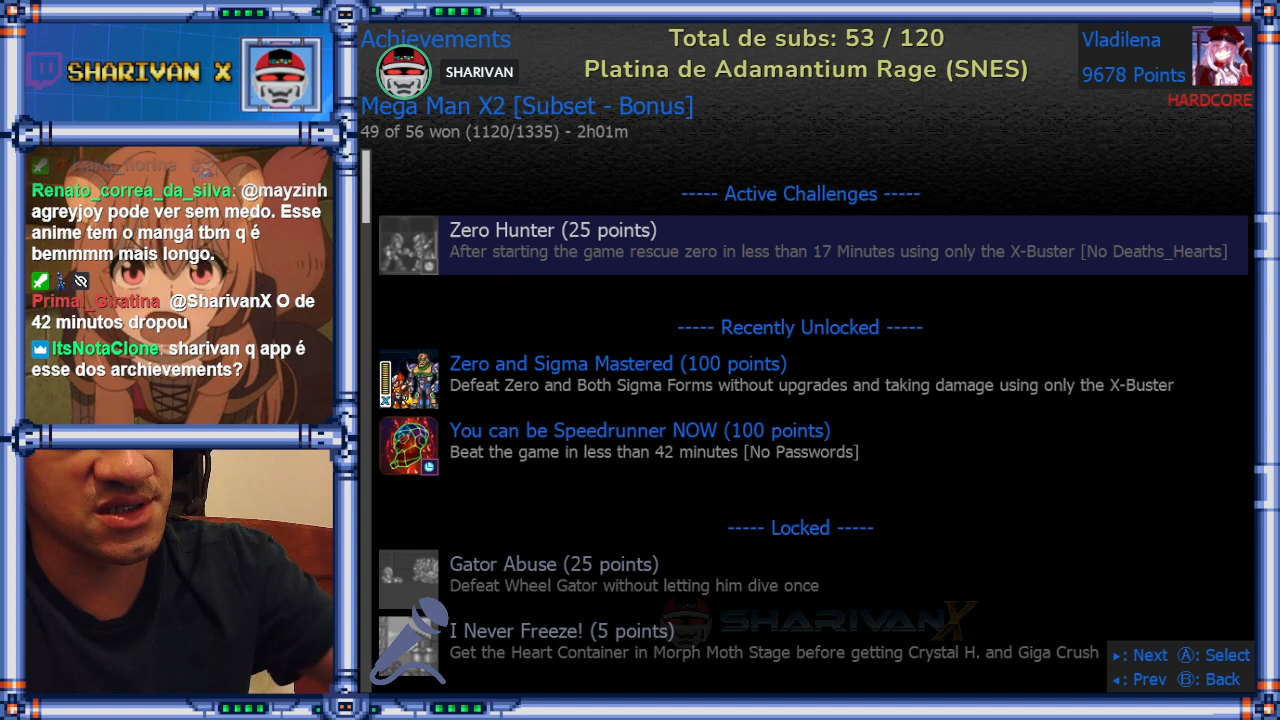 SHARIVAN X
Renato_correa_da_silva: @mayzinh
agreyjoy pode ver sem medo. Esse
anime tem o mangá tbm q é
bemmmm mais longo.
Primal_Giratina @SharivanX O de
42 minutos dropou
ItsNotaClone: sharivan q app é
esse dos archievements?
Achievements
SHARIVAN
Total de subs: 53 / 120
Platina de Adamantium Rage (SNES)
Vladilena
9678 Points
HARDCORE
Mega Man X2 [Subset - Bonus]
49 of 56 won (1120/1335) - 2h01m
----- Active Challenges -----
Zero Hunter (25 points)
After starting the game rescue zero in less than 17 Minutes using only the X-Buster [No Deaths_Hearts]
----- Recently Unlocked -----
Zero and Sigma Mastered (100 points)
Defeat Zero and Both Sigma Forms without upgrades and taking damage using only the X-Buster
You can be Speedrunner NOW (100 points)
Beat the game in less than 42 minutes [No Passwords]
----- Locked -----
Gator Abuse (25 points)
Defeat Wheel Gator without letting him dive once
I Never Freeze! (5 points)
Get the Heart Container in Morph Moth Stage before getting Crystal H. and Giga Crush
SHARIVAN X
: Next Ⓐ: Select
: Prev Ⓑ: Back